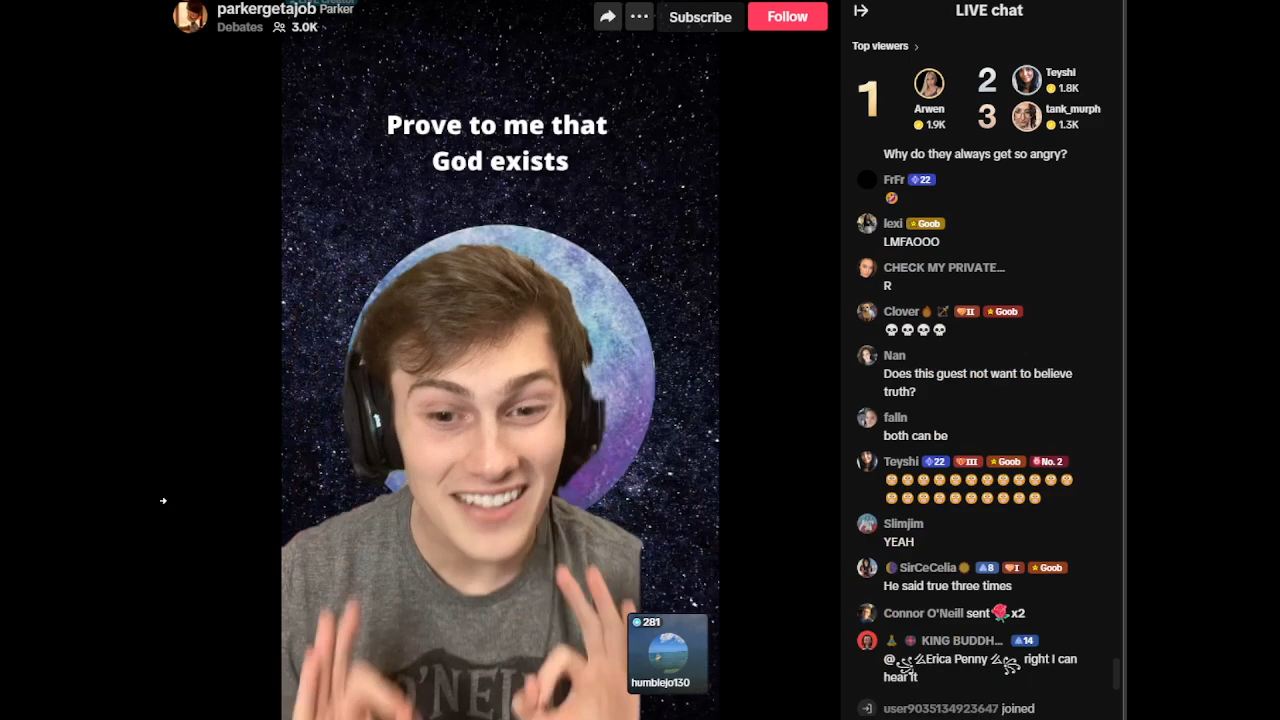 parkergetajob Parker
Debates 3.0K
Subscribe
Follow
Prove to me that
God exists
281
humblejo130
LIVE chat
Top viewers
1
Arwen
1.9K
2
Teyshi
1.8K
3
tank_murph
1.3K
Why do they always get so angry?
FrFr 22
lexi Goob
LMFAOOO
CHECK MY PRIVATE...
R
Clover II Goob
Nan
Does this guest not want to believe
truth?
falln
both can be
Teyshi 22 III Goob No. 2
Slimjim
YEAH
SirCeCelia 8 I Goob
He said true three times
Connor O'Neill sent x2
KING BUDDH... 14
@ Erica Penny right I can
hear it
user9035134923647 joined